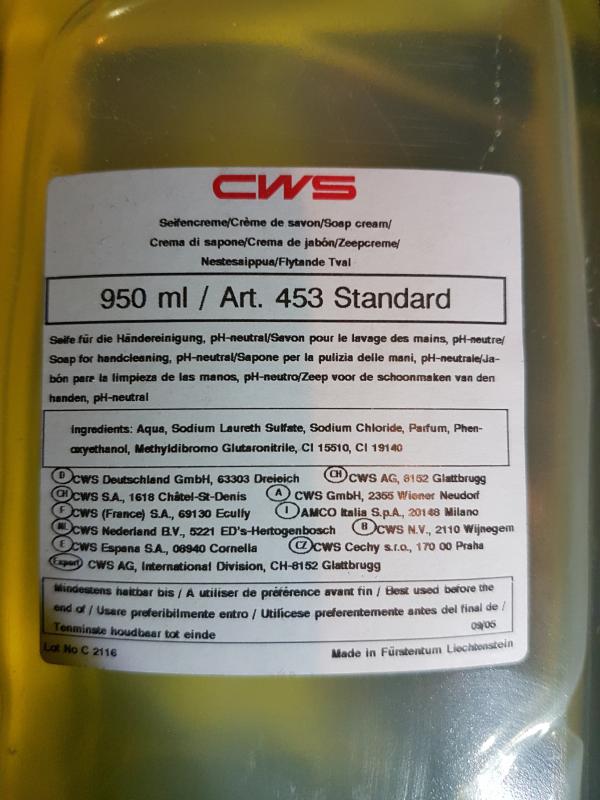 CWS
Seifencreme/Crème de savon/Soap cream/
Crema di sapone/Crema de jabón/Zeepcreme/
Nestesaippua/Flytande Tval
950 ml / Art. 453 Standard
Seife für die Händereinigung, pH-neutral/Savon pour le lavage des mains, pH-neutre/
Soap for handcleaning, pH-neutral/Sapone per la pulizia delle mani, pH-neutrale/Ja-
bón pare la limpieza de las manos, pH-neutro/Zeep voor de schoonmaken van den
handen, pH-neutral
Ingredients: Aqua, Sodium Laureth Sulfate, Sodium Chloride, Parfum, Phen-
oxyethanol, Methyldibromo Glutaronitrile, CI 15510, CI 19140
D CWS Deutschland GmbH, 63303 Dreieich CH CWS AG, 8152 Glattbrugg
CH CWS S.A., 1618 Châtel-St-Denis A CWS GmbH, 2355 Wiener Neudorf
F CWS (France) S.A., 69130 Ecully I AMCO Italia S.p.A., 20148 Milano
NL CWS Nederland B.V., 5221 ED's-Hertogenbosch B CWS N.V., 2110 Wijnegem
E CWS Espana S.A., 08940 Cornella CZ CWS Cechy s.r.o., 170 00 Praha
Export CWS AG, International Division, CH-8152 Glattbrugg
Mindestens haltbar bis / A utiliser de préférence avant fin / Best used before the
end of / Usare preferibilmente entro / Utilicese preferentemente antes del final de /
Tenminste houdbaar tot einde 09/05
Lot No C 2116 Made in Fürstentum Liechtenstein